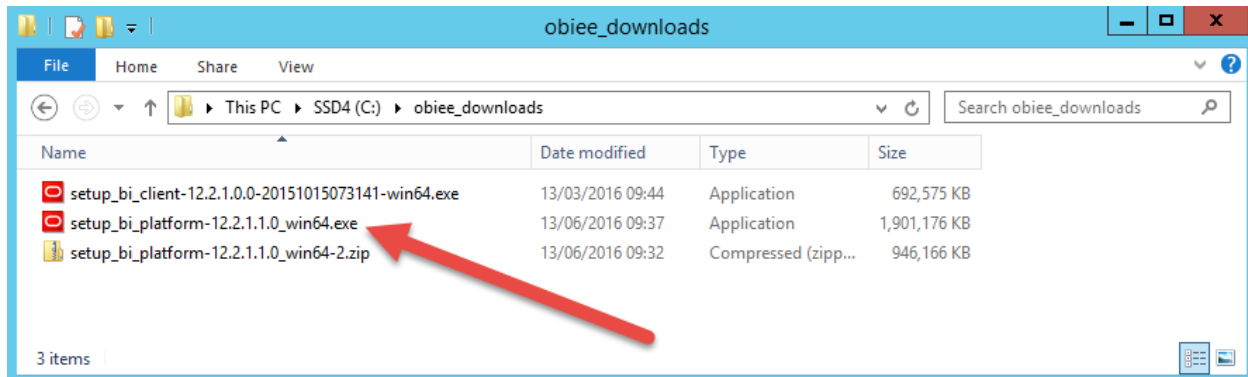 obiee_downloads
File Home Share View
This PC SSD4 (C:) obiee_downloads Search obiee_downloads
Name Date modified Type Size
setup_bi_client-12.2.1.0.0-20151015073141-win64.exe 13/03/2016 09:44 Application 692,575 KB
setup_bi_platform-12.2.1.1.0_win64.exe 13/06/2016 09:37 Application 1,901,176 KB
setup_bi_platform-12.2.1.1.0_win64-2.zip 13/06/2016 09:32 Compressed (zipp... 946,166 KB
3 items